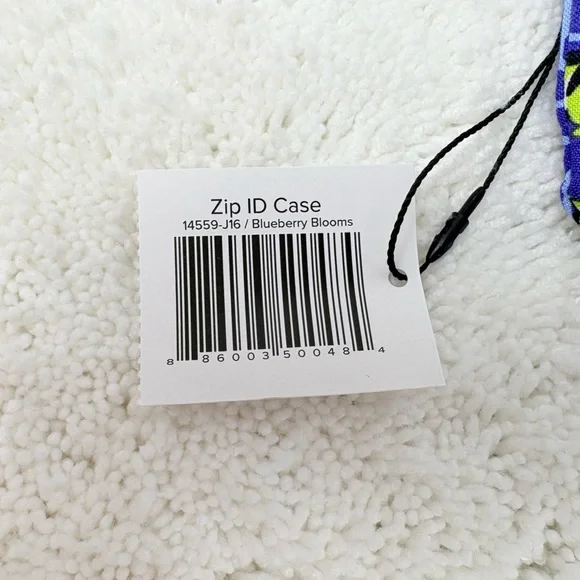 Zip ID Case
14559-J16 / Blueberry Blooms
8 86003 50048 4